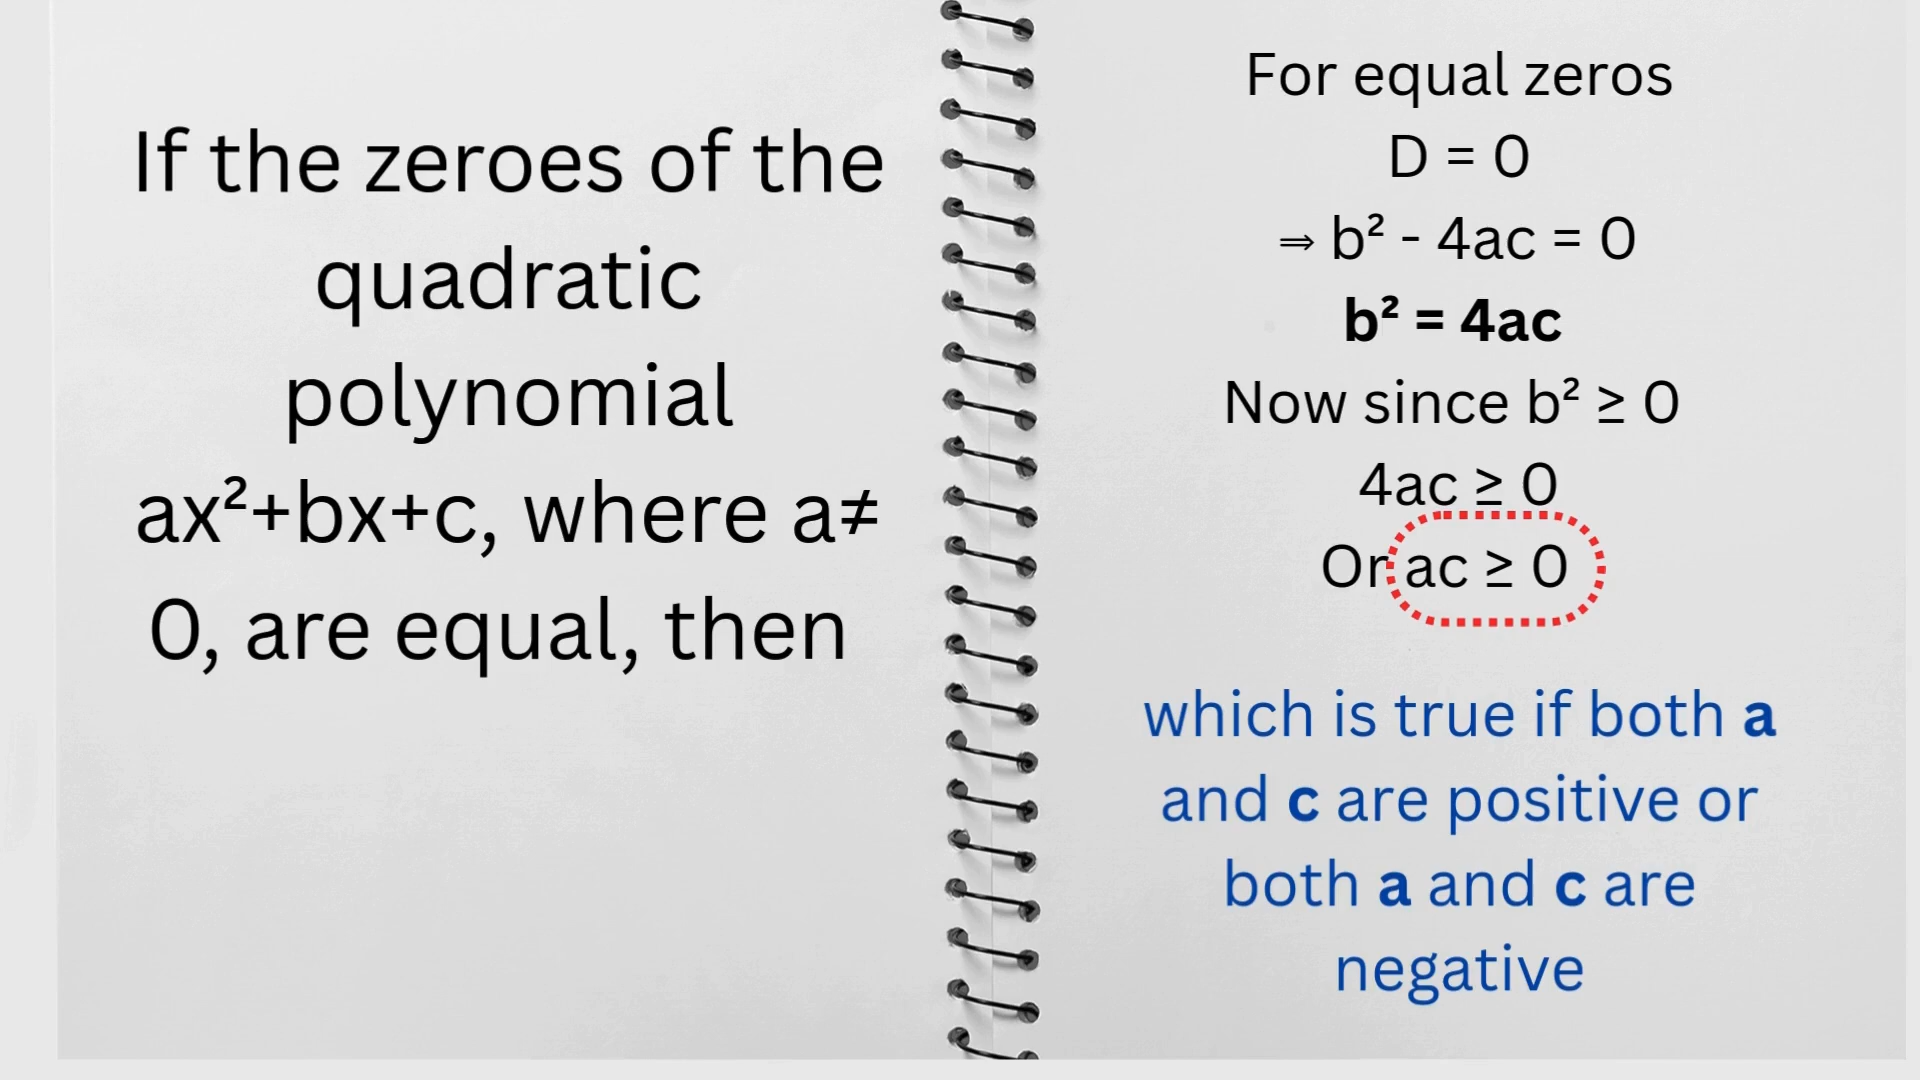 If the zeroes of the
quadratic
polynomial
ax²+bx+c, where a≠
0, are equal, then
For equal zeros
D = 0
⇒ b² - 4ac = 0
b² = 4ac
Now since b² ≥ 0
4ac ≥ 0
Or ac ≥ 0
which is true if both a
and c are positive or
both a and c are
negative